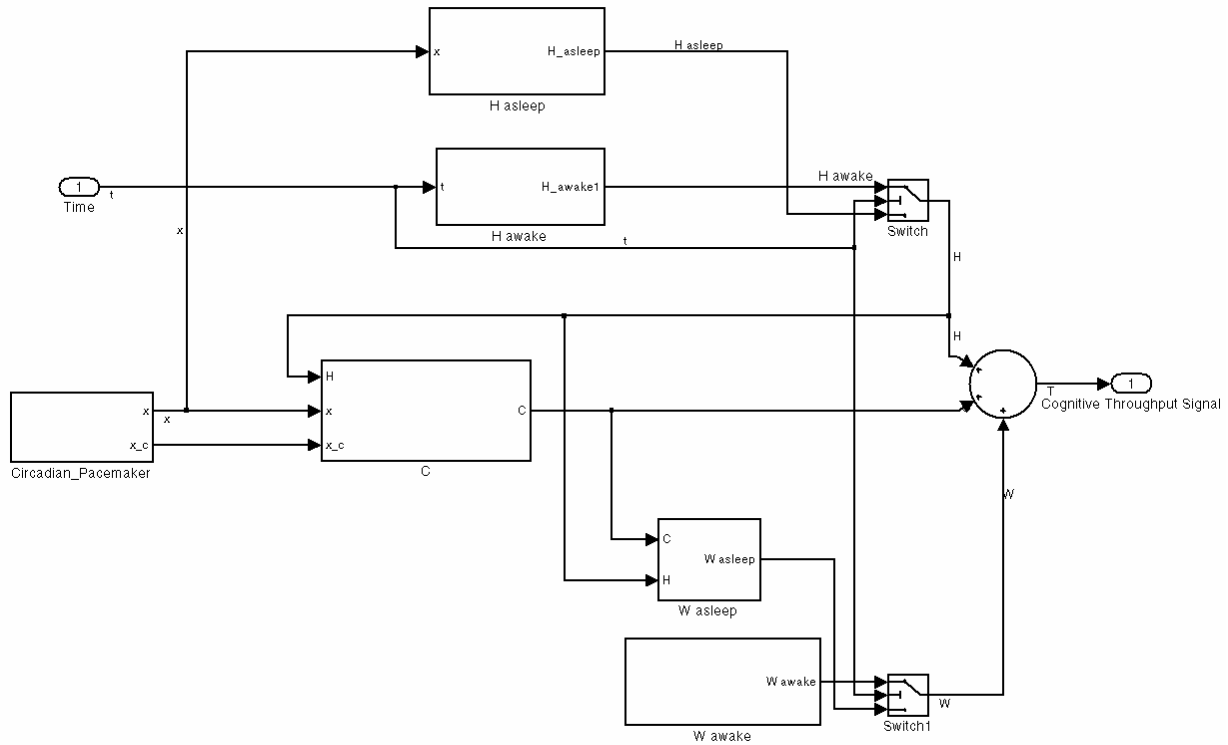 x
H_asleep
H asleep
H asleep
1
Time
t
t
H_awake1
H awake
H awake
Switch
t
x
H
H
H
x
x_c
x
Circadian_Pacemaker
H
x
x_c
C
C
+
+
+
T
1
Cognitive Throughput Signal
C
H
W asleep
W asleep
W
W awake
W awake
Switch1
W